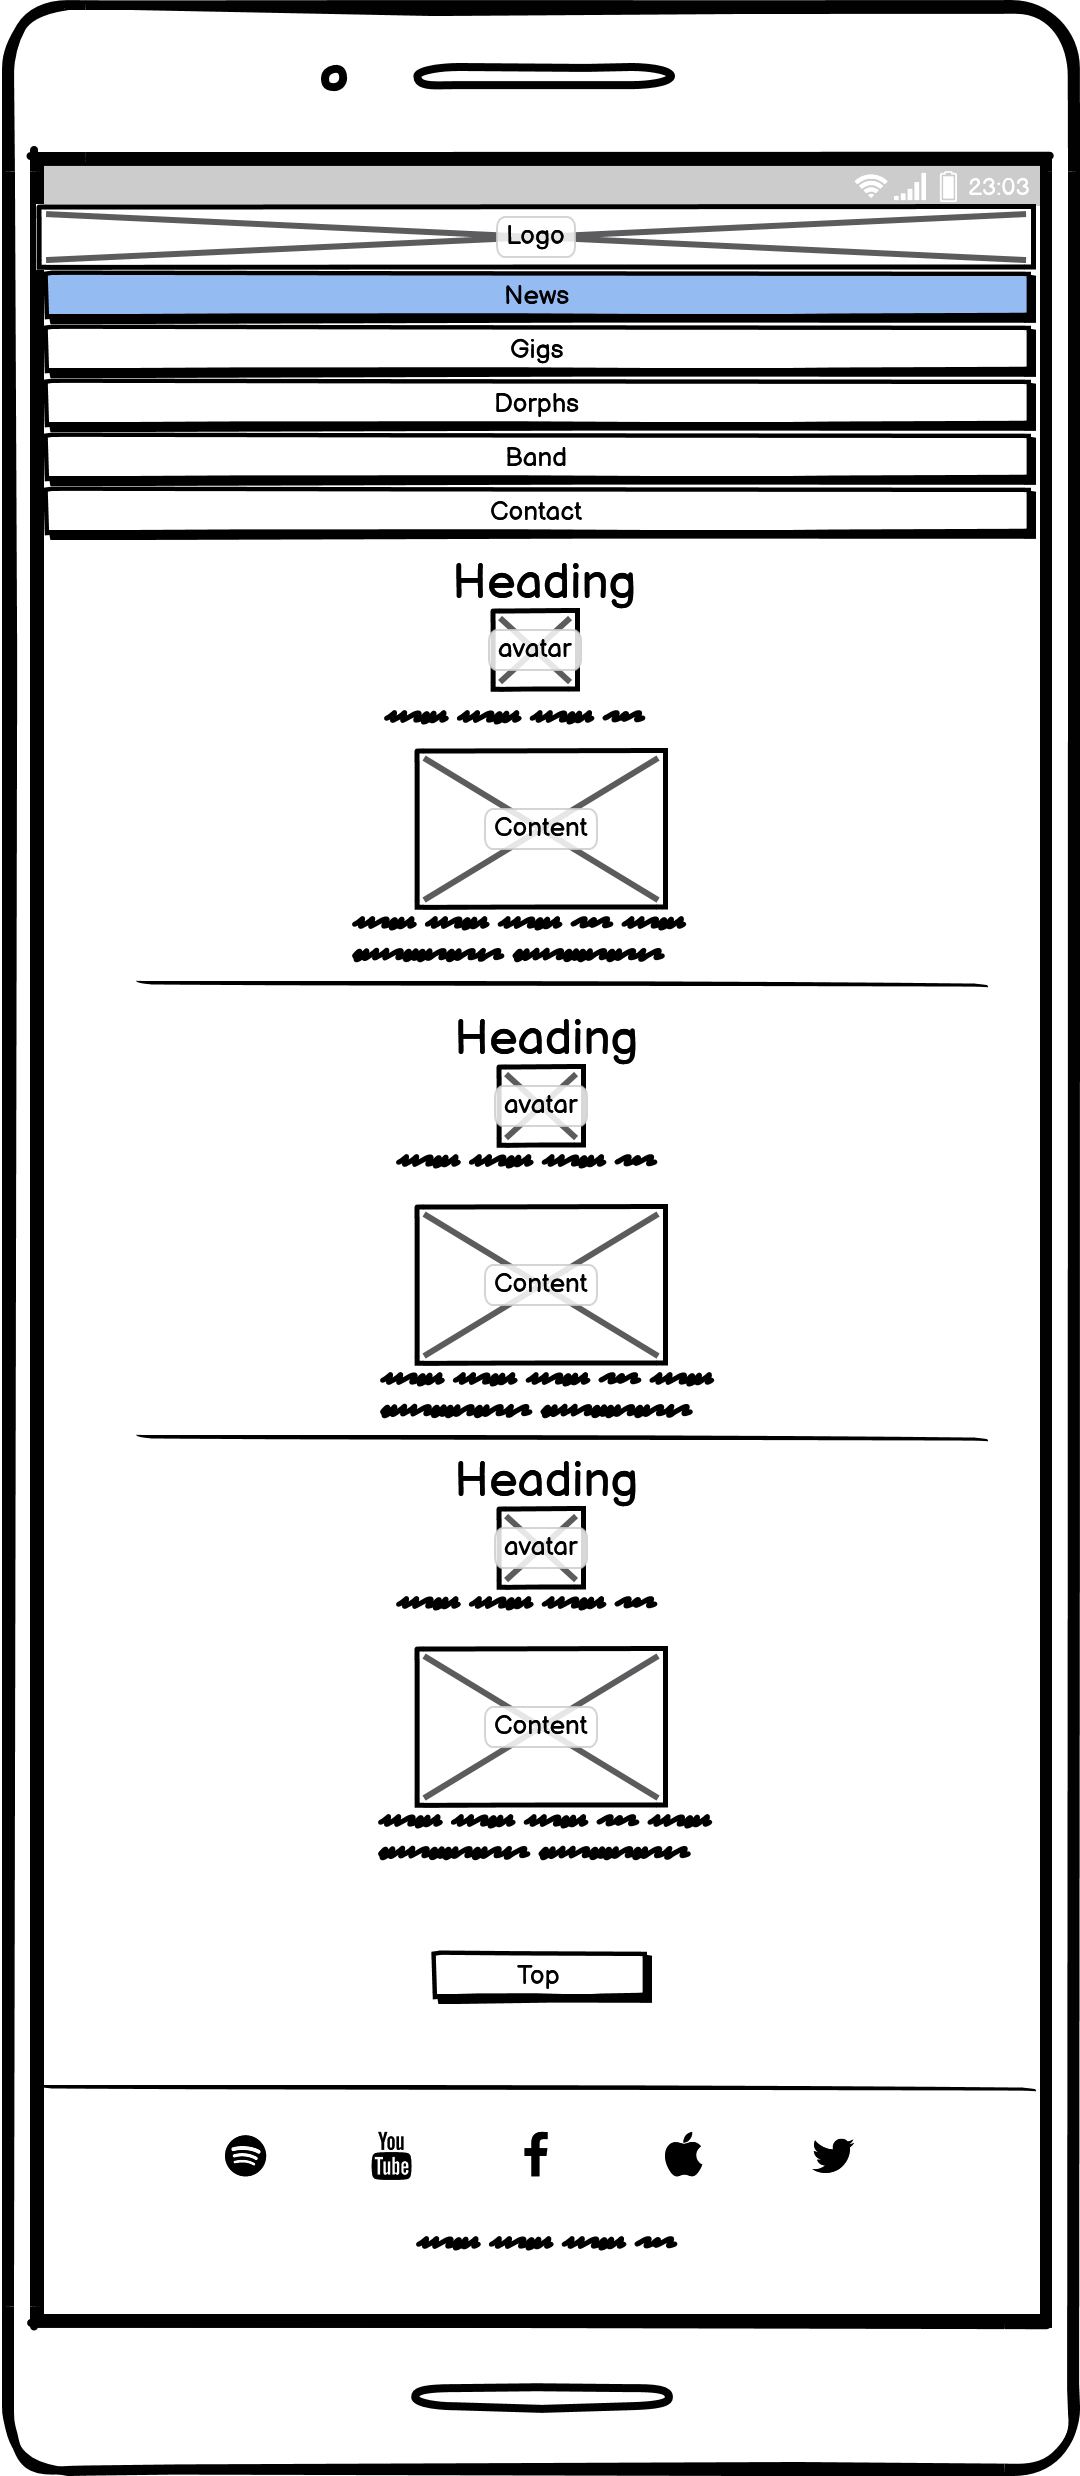 23:03
Logo
News
Gigs
Dorphs
Band
Contact
Heading
avatar
Content
Heading
avatar
Content
Heading
avatar
Content
Top
You
Tube